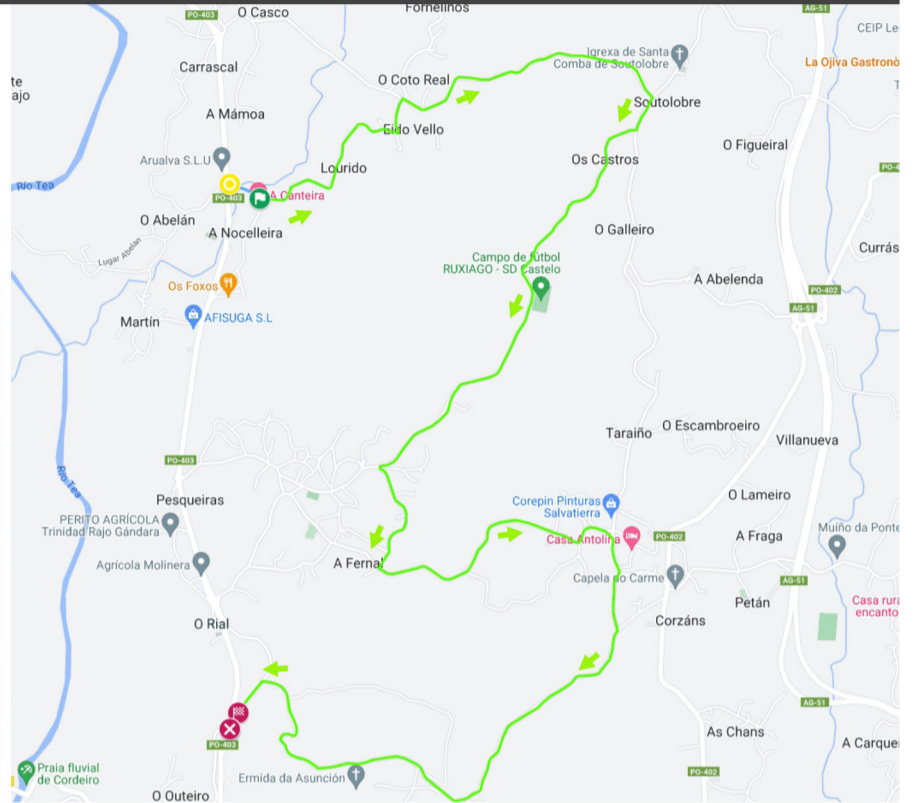 PO-403
O Casco
Fornelinos
AG-51
CEIP Le
Igrexa de Santa
Comba de Soutolobre
La Ojiva Gastronò
Carrascal
O Coto Real
te
ajo
T
Soutolobre
A Mámoa
Eido Vello
O Figueiral
Arualva S.L.U
Lourido
Os Castros
PO-4
Río Tea
PO-403
A Canteira
O Abelán
A Nocelleira
O Galleiro
Currás
Lugar Abelán
Campo de fútbol
RUXIAGO - SD Castelo
A Abelenda
Os Foxos
PO-402
AG-51
Martín
AFISUGA S.L
Taraiño
O Escambroeiro
Villanueva
PO-403
Río Tea
Pesqueiras
O Lameiro
Corepin Pinturas
Salvatierra
PERITO AGRÍCOLA
Trinidad Rajo Gándara
Muíño da Ponte
Casa Antolina
PO-402
A Fraga
Agrícola Molinera
A Fernal
Capela do Carme
AG-51
Petán
Casa rura
encanto
O Rial
Corzáns
AG-51
As Chans
PO-403
A Carquei
Praia fluvial
de Cordeiro
Ermida da Asunción
PO-402
O Outeiro